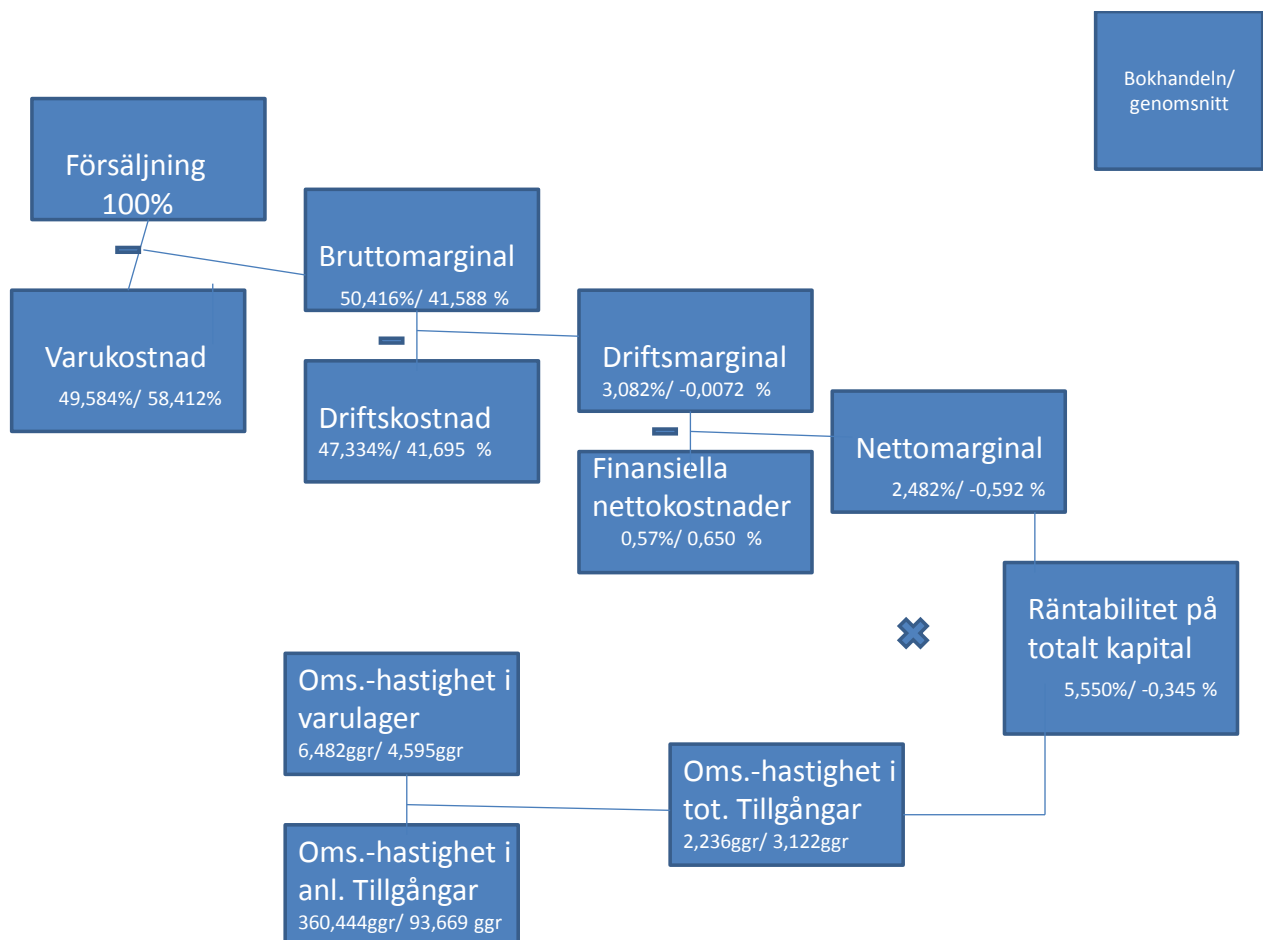 Bokhandeln/
genomsnitt
Försäljning
100%
Bruttomarginal
50,416%/ 41,588 %
Varukostnad
49,584%/ 58,412%
Driftsmarginal
3,082%/ -0,0072 %
Driftskostnad
47,334%/ 41,695 %
Nettomarginal
2,482%/ -0,592 %
Finansiella
nettokostnader
0,57%/ 0,650 %
Räntabilitet på
totalt kapital
5,550%/ -0,345 %
Oms.-hastighet i
varulager
6,482ggr/ 4,595ggr
Oms.-hastighet i
tot. Tillgångar
2,236ggr/ 3,122ggr
Oms.-hastighet i
anl. Tillgångar
360,444ggr/ 93,669 ggr